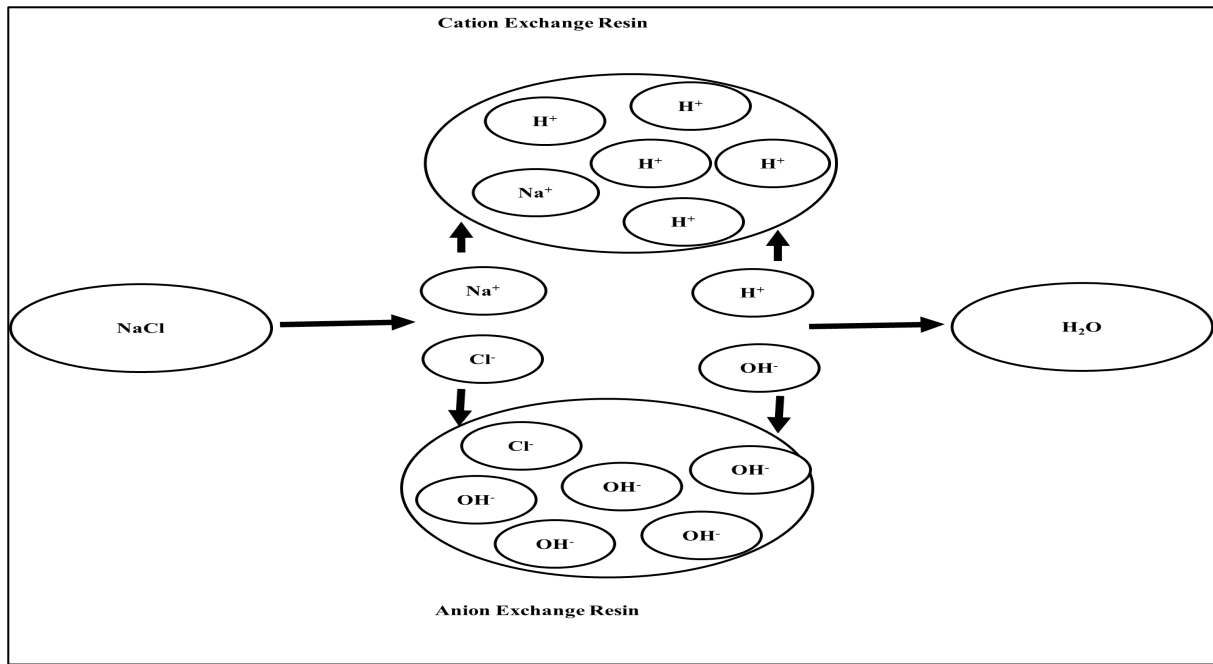 Cation Exchange Resin
H⁺
H⁺
H⁺
H⁺
Na⁺
H⁺
Na⁺
H⁺
NaCl
H₂O
Cl⁻
OH⁻
Cl⁻
OH⁻
OH⁻
OH⁻
OH⁻
OH⁻
Anion Exchange Resin